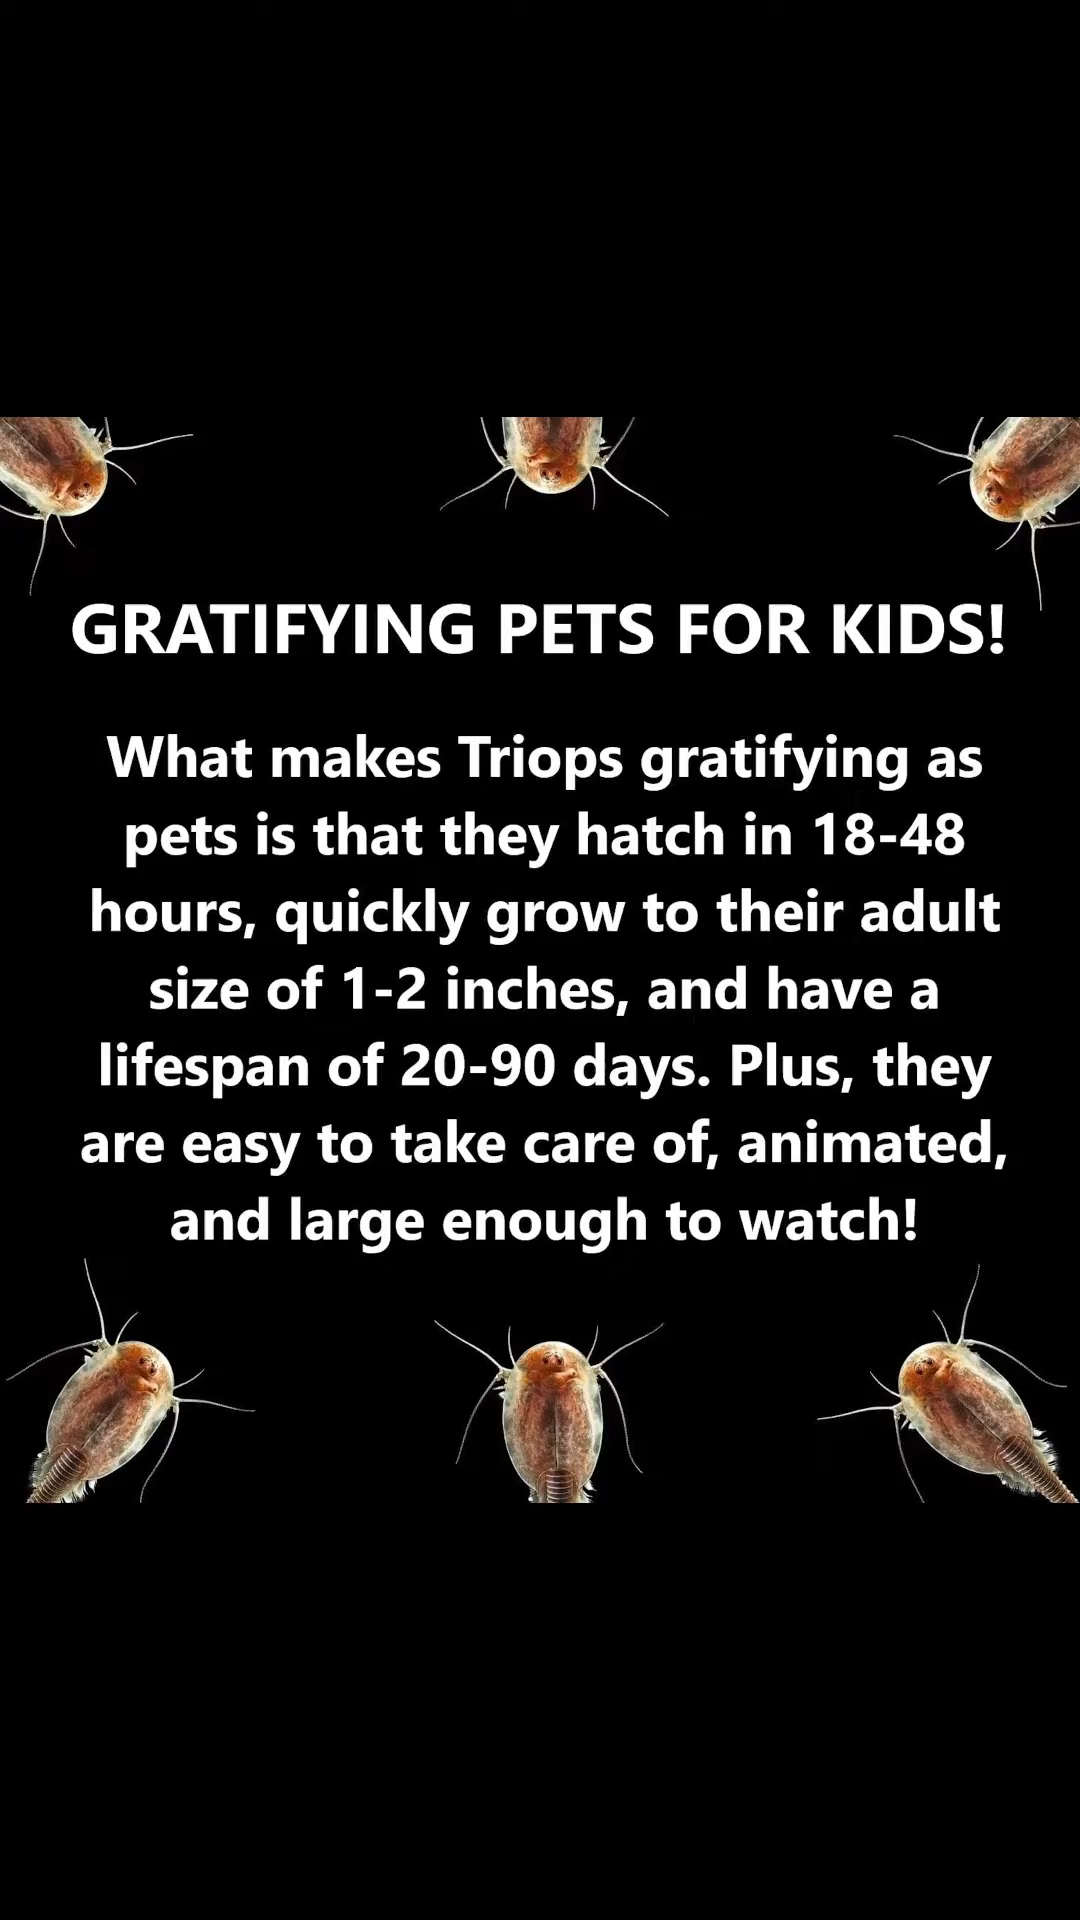 GRATIFYING PETS FOR KIDS!
What makes Triops gratifying as
pets is that they hatch in 18-48
hours, quickly grow to their adult
size of 1-2 inches, and have a
lifespan of 20-90 days. Plus, they
are easy to take care of, animated,
and large enough to watch!